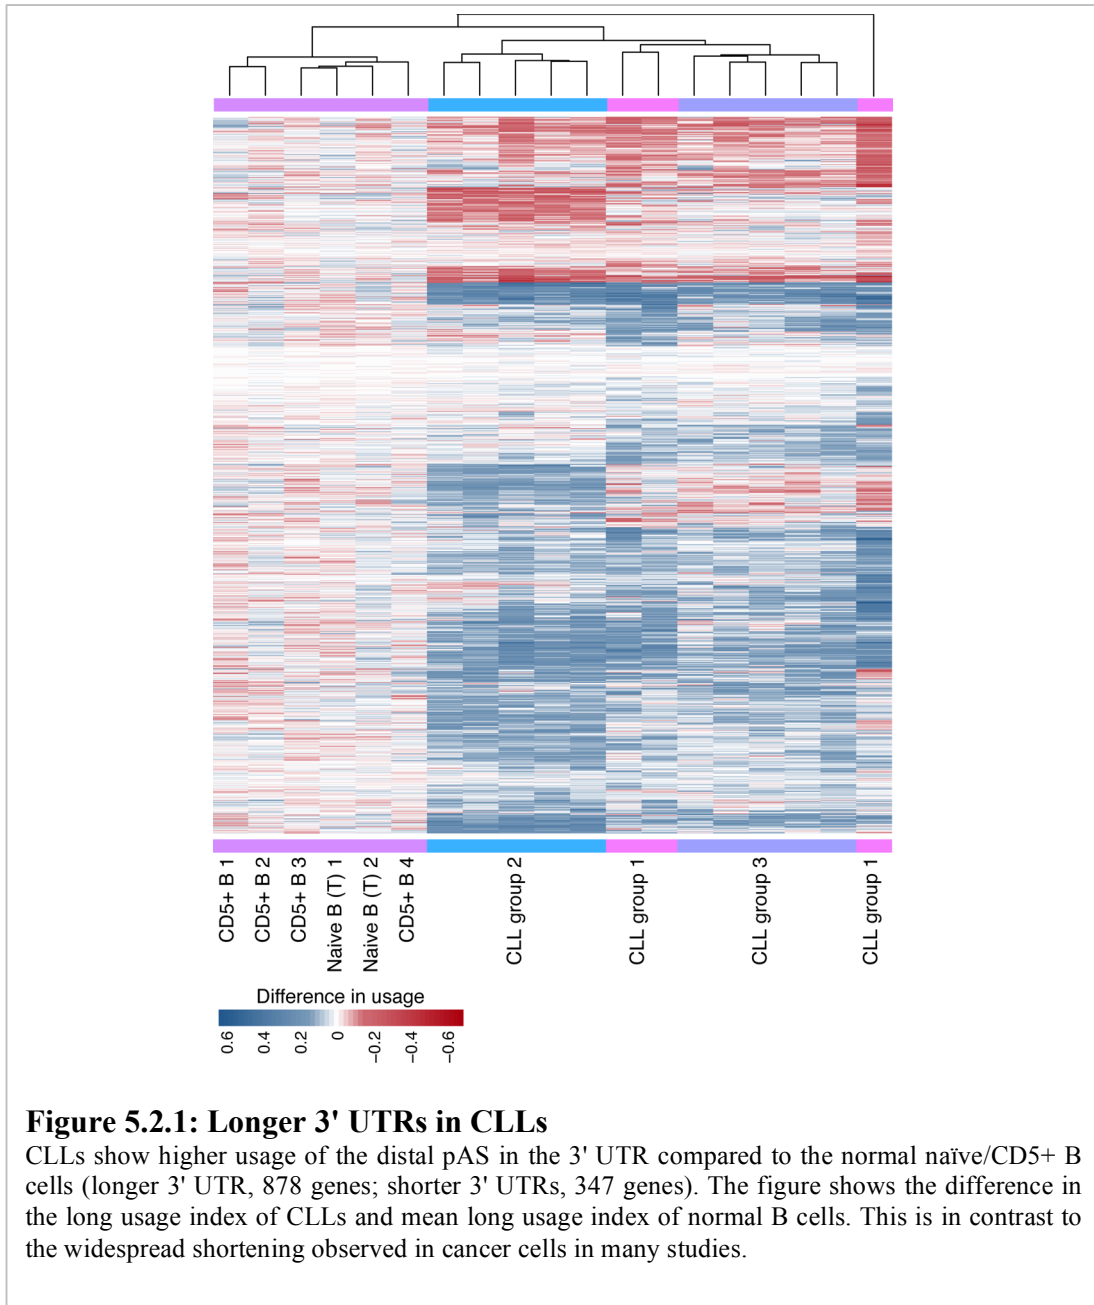 CD5+ B 1
CD5+ B 2
CD5+ B 3
Naive B (T) 1
Naive B (T) 2
CD5+ B 4
CLL group 2
CLL group 1
CLL group 3
CLL group 1
Difference in usage
0.6 0.4 0.2 0 −0.2 −0.4 −0.6
Figure 5.2.1: Longer 3' UTRs in CLLs
CLLs show higher usage of the distal pAS in the 3' UTR compared to the normal naïve/CD5+ B
cells (longer 3' UTR, 878 genes; shorter 3' UTRs, 347 genes). The figure shows the difference in
the long usage index of CLLs and mean long usage index of normal B cells. This is in contrast to
the widespread shortening observed in cancer cells in many studies.